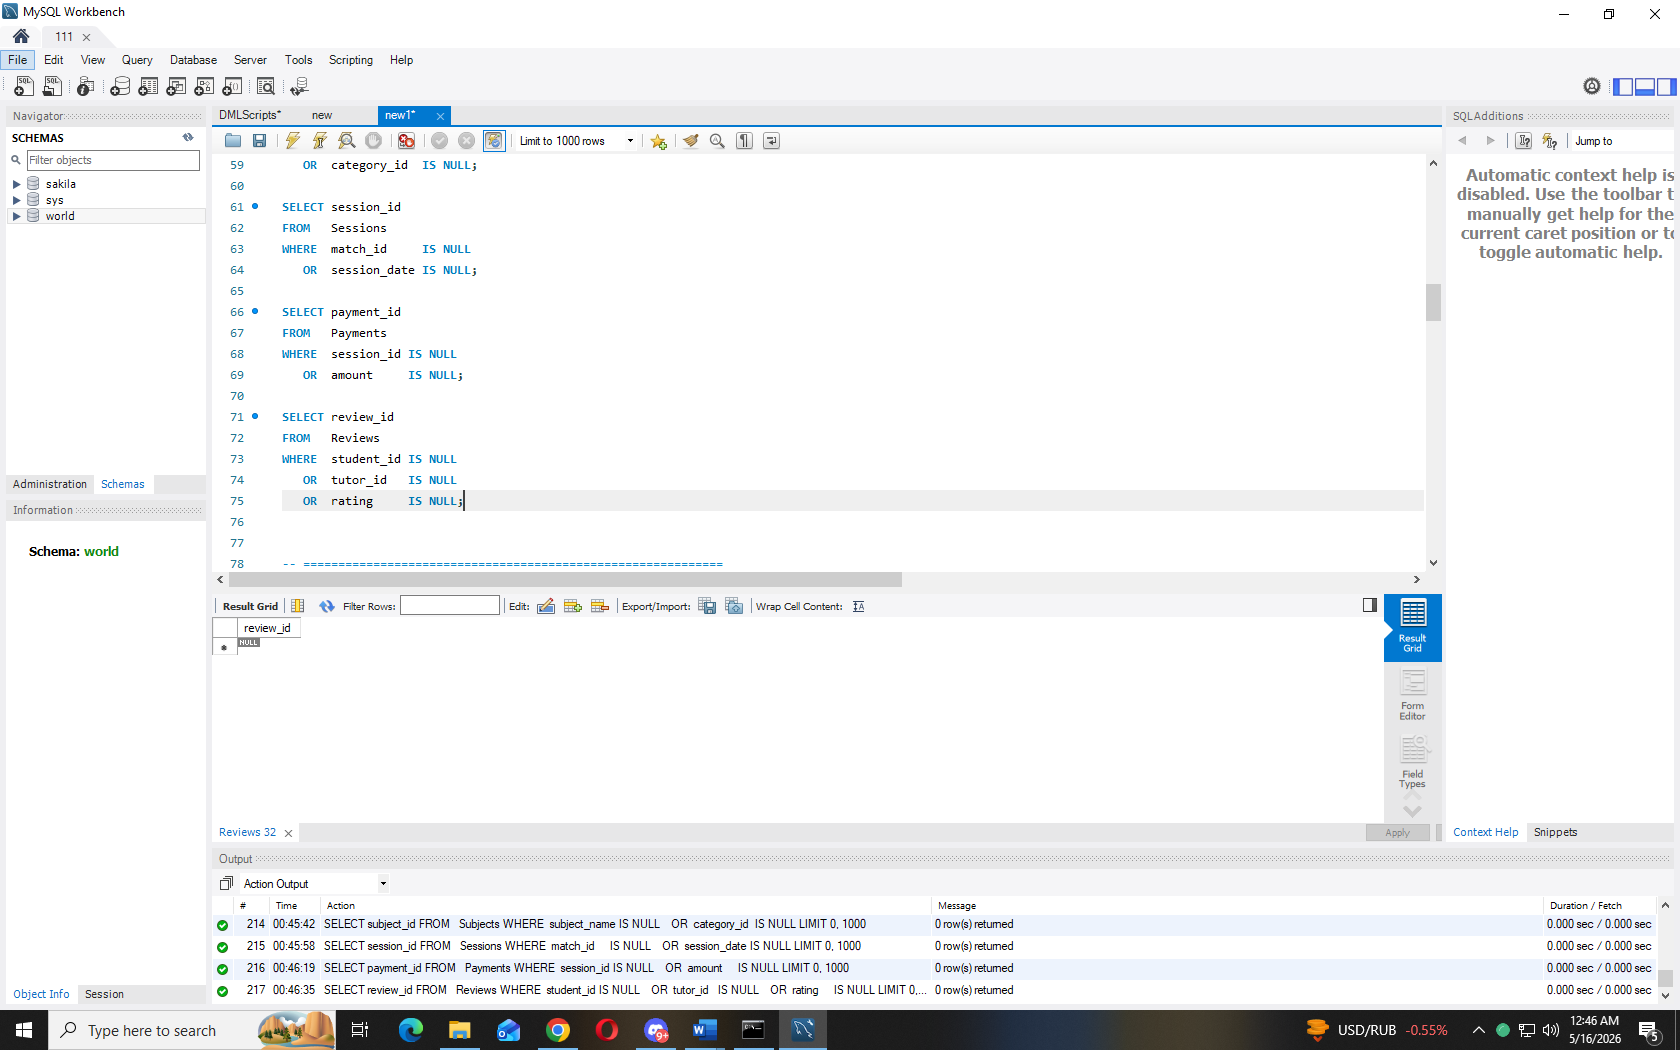 MySQL Workbench
111
File Edit View Query Database Server Tools Scripting Help
Navigator
SCHEMAS
Filter objects
sakila
sys
world
Administration Schemas
Information
Schema: world
Object Info Session
DMLScripts* new new1*
Limit to 1000 rows
59 OR category_id IS NULL;
60
61 SELECT session_id
62 FROM Sessions
63 WHERE match_id IS NULL
64 OR session_date IS NULL;
65
66 SELECT payment_id
67 FROM Payments
68 WHERE session_id IS NULL
69 OR amount IS NULL;
70
71 SELECT review_id
72 FROM Reviews
73 WHERE student_id IS NULL
74 OR tutor_id IS NULL
75 OR rating IS NULL;
76
77
78 -- ============================================================
Result Grid Filter Rows: Edit: Export/Import: Wrap Cell Content:
review_id
NULL
Result
Grid
Form
Editor
Field
Types
Reviews 32
Apply
SQLAdditions
Jump to
Automatic context help is
disabled. Use the toolbar t
manually get help for the
current caret position or to
toggle automatic help.
Context Help Snippets
Output
Action Output
# Time Action Message Duration / Fetch
214 00:45:42 SELECT subject_id FROM Subjects WHERE subject_name IS NULL OR category_id IS NULL LIMIT 0, 1000 0 row(s) returned 0.000 sec / 0.000 sec
215 00:45:58 SELECT session_id FROM Sessions WHERE match_id IS NULL OR session_date IS NULL LIMIT 0, 1000 0 row(s) returned 0.000 sec / 0.000 sec
216 00:46:19 SELECT payment_id FROM Payments WHERE session_id IS NULL OR amount IS NULL LIMIT 0, 1000 0 row(s) returned 0.000 sec / 0.000 sec
217 00:46:35 SELECT review_id FROM Reviews WHERE student_id IS NULL OR tutor_id IS NULL OR rating IS NULL LIMIT 0,... 0 row(s) returned 0.000 sec / 0.000 sec
Type here to search
9+
USD/RUB -0.55%
12:46 AM
5/16/2026
5